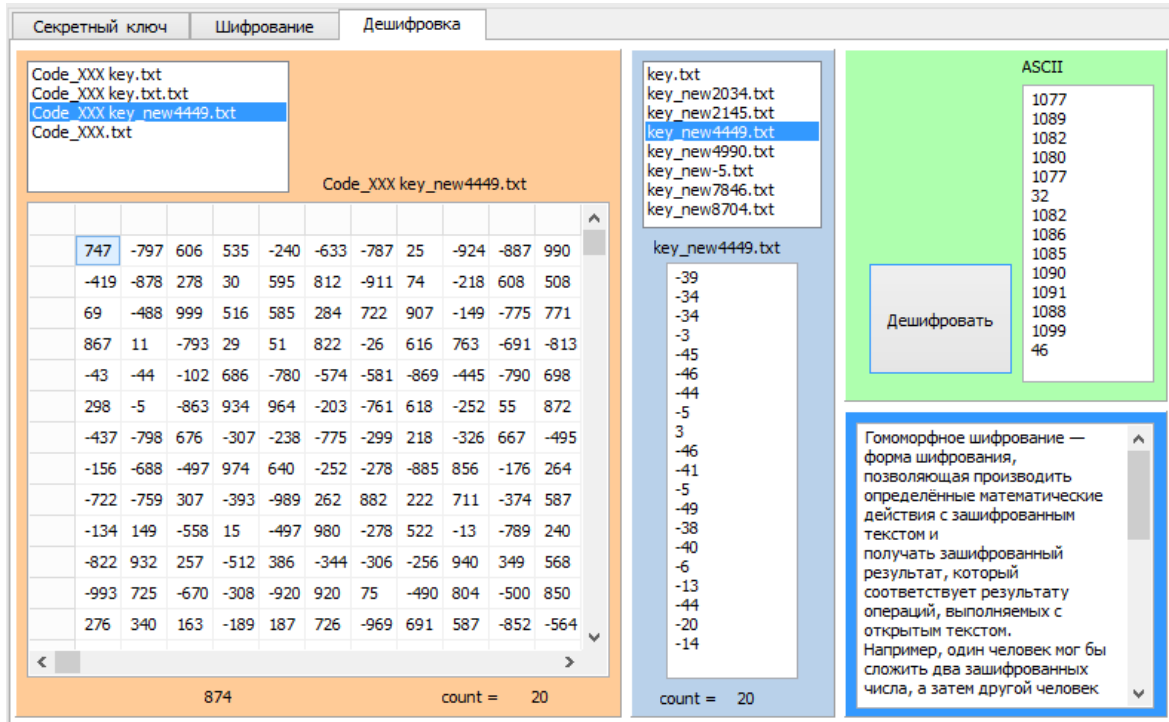 Секретный ключ
Шифрование
Дешифровка
Code_XXX key.txt
Code_XXX key.txt.txt
Code_XXX key_new4449.txt
Code_XXX.txt
Code_XXX key_new4449.txt
747 -797 606 535 -240 -633 -787 25 -924 -887 990
-419 -878 278 30 595 812 -911 74 -218 608 508
69 -488 999 516 585 284 722 907 -149 -775 771
867 11 -793 29 51 822 -26 616 763 -691 -813
-43 -44 -102 686 -780 -574 -581 -869 -445 -790 698
298 -5 -863 934 964 -203 -761 618 -252 55 872
-437 -798 676 -307 -238 -775 -299 218 -326 667 -495
-156 -688 -497 974 640 -252 -278 -885 856 -176 264
-722 -759 307 -393 -989 262 882 222 711 -374 587
-134 149 -558 15 -497 980 -278 522 -13 -789 240
-822 932 257 -512 386 -344 -306 -256 940 349 568
-993 725 -670 -308 -920 920 75 -490 804 -500 850
276 340 163 -189 187 726 -969 691 587 -852 -564
874 count = 20
key.txt
key_new2034.txt
key_new2145.txt
key_new4449.txt
key_new4990.txt
key_new-5.txt
key_new7846.txt
key_new8704.txt
key_new4449.txt
-39
-34
-34
-3
-45
-46
-44
-5
3
-46
-41
-5
-49
-38
-40
-6
-13
-44
-20
-14
count = 20
ASCII
1077
1089
1082
1080
1077
32
1082
1086
1085
1090
1091
1088
1099
46
Дешифровать
Гомоморфное шифрование —
форма шифрования,
позволяющая производить
определённые математические
действия с зашифрованным
текстом и
получать зашифрованный
результат, который
соответствует результату
операций, выполняемых с
открытым текстом.
Например, один человек мог бы
сложить два зашифрованных
числа, а затем другой человек